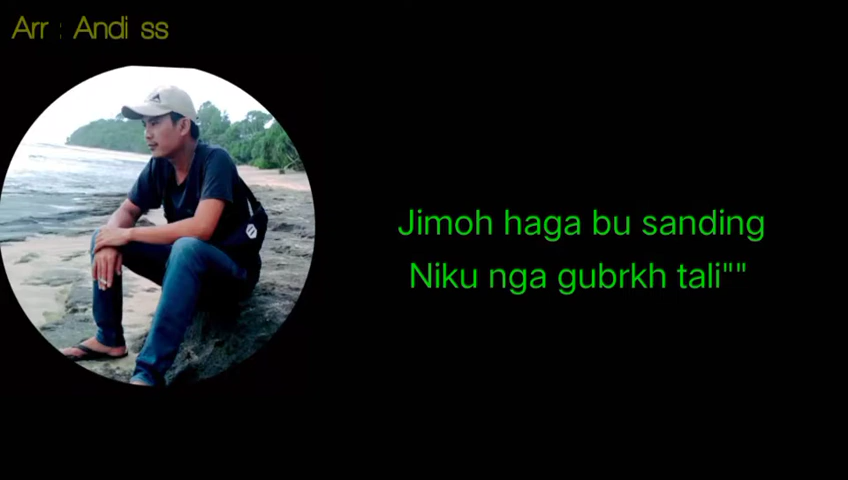 Arr : Andi ss
Jimoh haga bu sanding
Niku nga gubrkh tali""